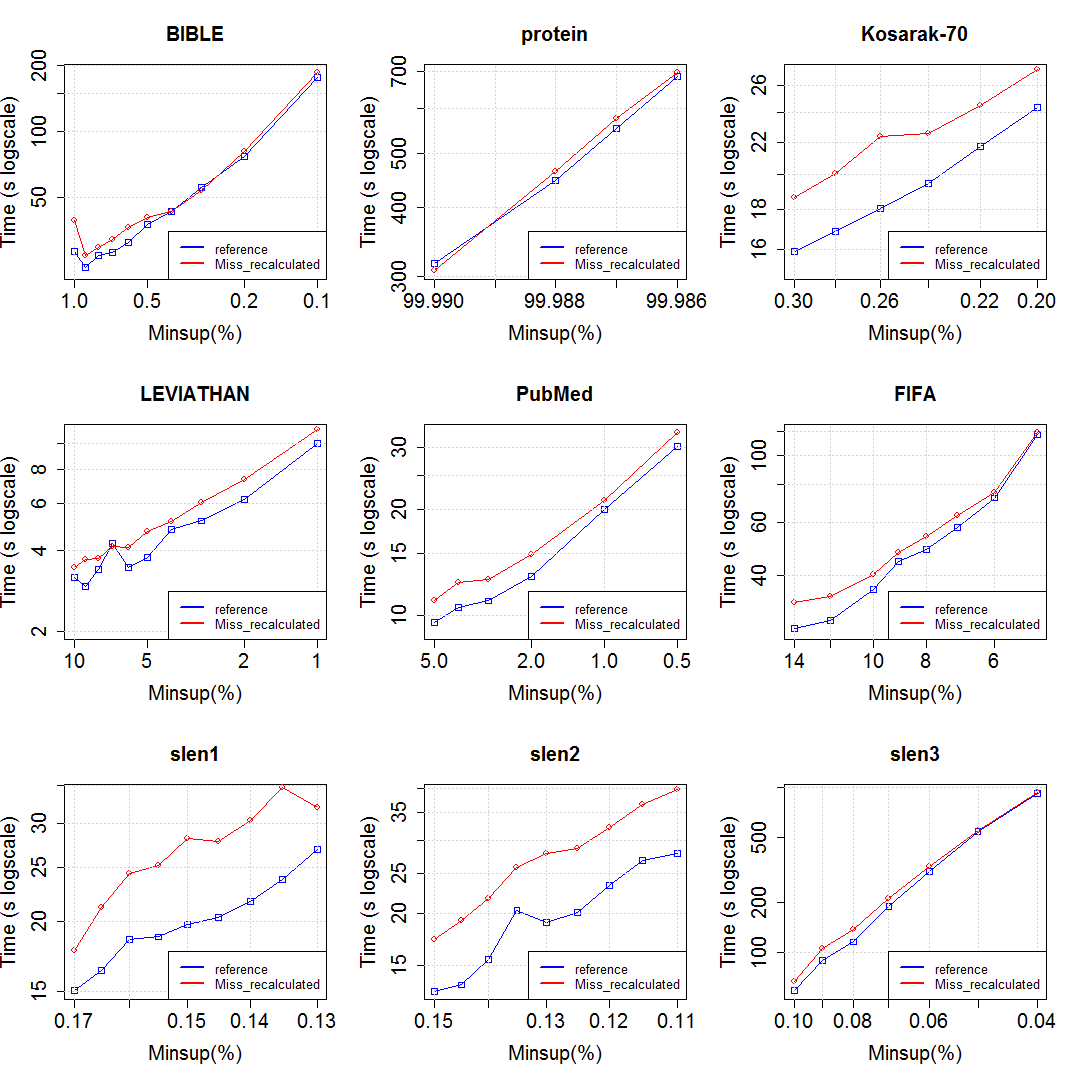 BIBLE
Time (s logscale)
200
100
50
1.0 0.5 0.2 0.1
Minsup(%)
reference
Miss_recalculated
protein
Time (s logscale)
700
500
400
300
99.990 99.988 99.986
Minsup(%)
reference
Miss_recalculated
Kosarak-70
Time (s logscale)
26
22
18
16
0.30 0.26 0.22 0.20
Minsup(%)
reference
Miss_recalculated
LEVIATHAN
Time (s logscale)
8
6
4
2
10 5 2 1
Minsup(%)
reference
Miss_recalculated
PubMed
Time (s logscale)
30
20
15
10
5.0 2.0 1.0 0.5
Minsup(%)
reference
Miss_recalculated
FIFA
Time (s logscale)
100
60
40
14 10 8 6
Minsup(%)
reference
Miss_recalculated
slen1
Time (s logscale)
30
25
20
15
0.17 0.15 0.14 0.13
Minsup(%)
reference
Miss_recalculated
slen2
Time (s logscale)
35
25
20
15
0.15 0.13 0.12 0.11
Minsup(%)
reference
Miss_recalculated
slen3
Time (s logscale)
500
200
100
0.10 0.08 0.06 0.04
Minsup(%)
reference
Miss_recalculated